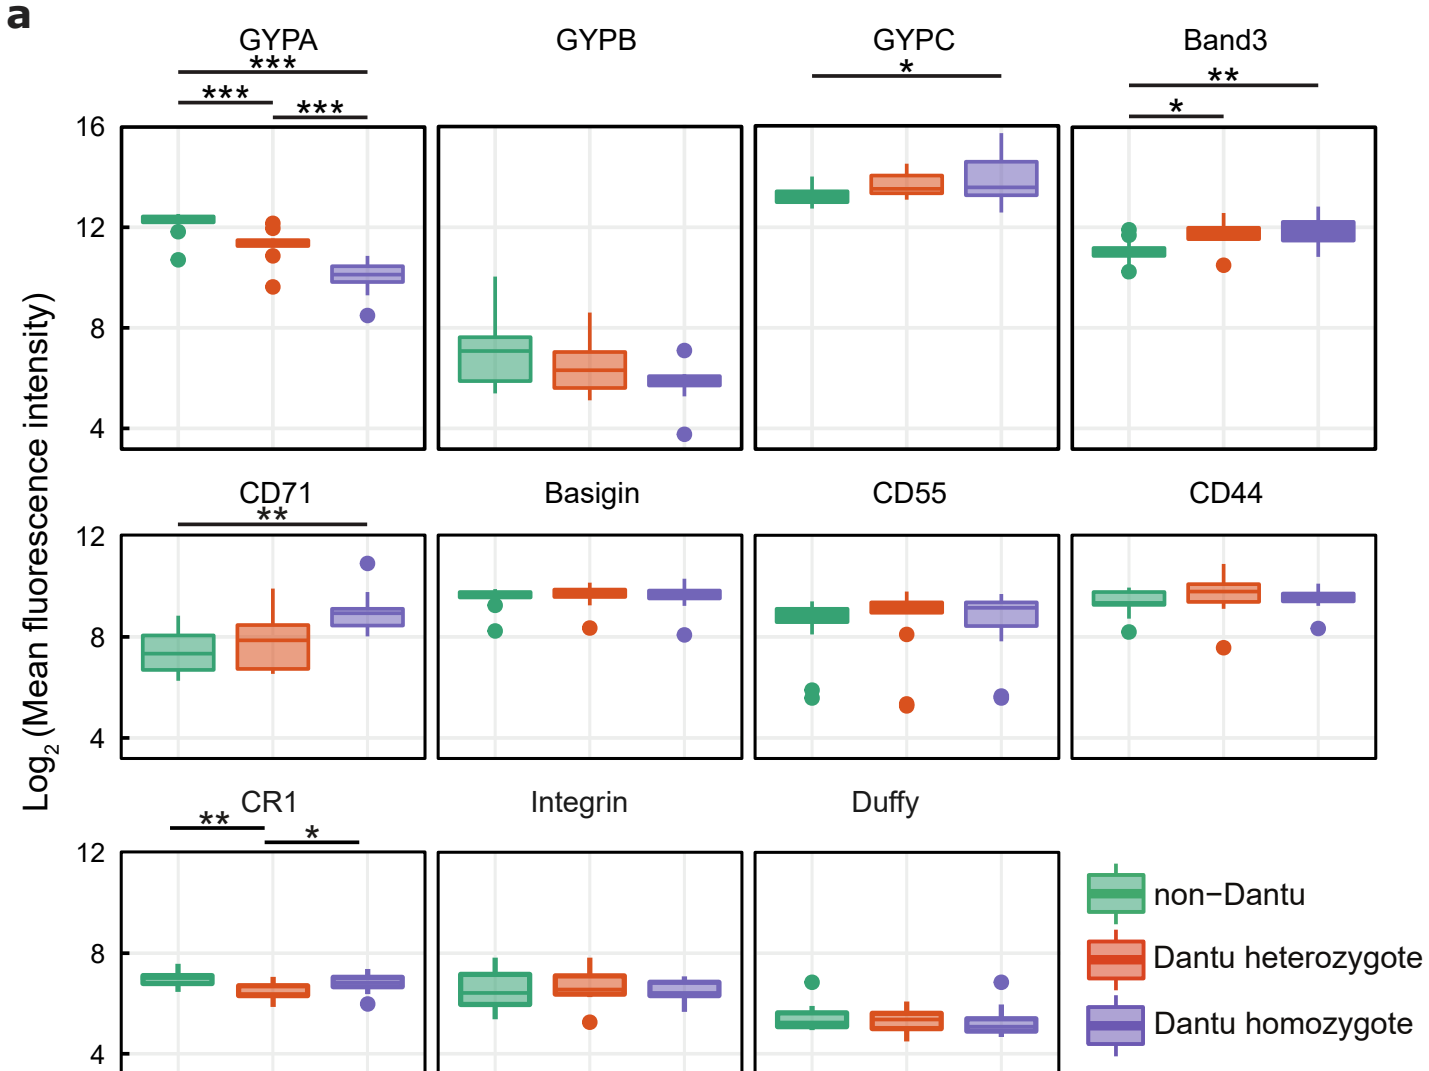 a
GYPA GYPB GYPC Band3
*** * **
*** *** *
16
12
8
4
Log2 (Mean fluorescence intensity)
CD71 Basigin CD55 CD44
**
12
8
4
CR1 Integrin Duffy
** *
12
8
4
non−Dantu
Dantu heterozygote
Dantu homozygote